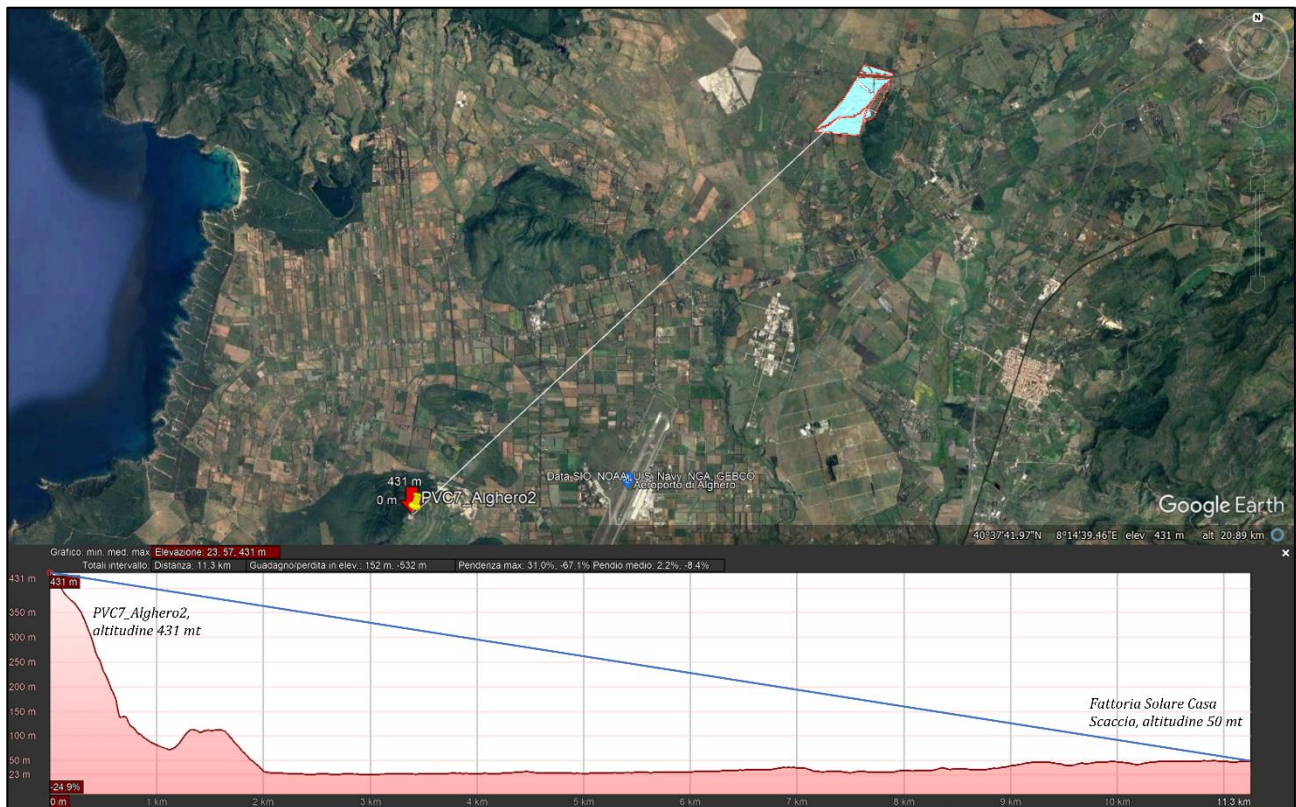 N
431 m
0 m
PVC7_Alghero2
Data SIO, NOAA, U.S. Navy, NGA, GEBCO
Aeroporto di Alghero
Google Earth
40°37'41.97"N 8°14'39.46"E elev 431 m alt 20.89 km
Grafico: min. med. max Elevazione: 23, 57, 431 m
Totali intervallo: Distanza: 11.3 km Guadagno/perdita in elev.: 152 m, -532 m Pendenza max: 31.0%, -67.1% Pendio medio: 2.2%, -8.4%
431 m
431 m
350 m
300 m
250 m
200 m
150 m
100 m
50 m
23 m
PVC7_Alghero2,
altitudine 431 mt
Fattoria Solare Casa
Scaccia, altitudine 50 mt
-24.9%
0 m 1 km 2 km 3 km 4 km 5 km 6 km 7 km 8 km 9 km 10 km 11.3 km